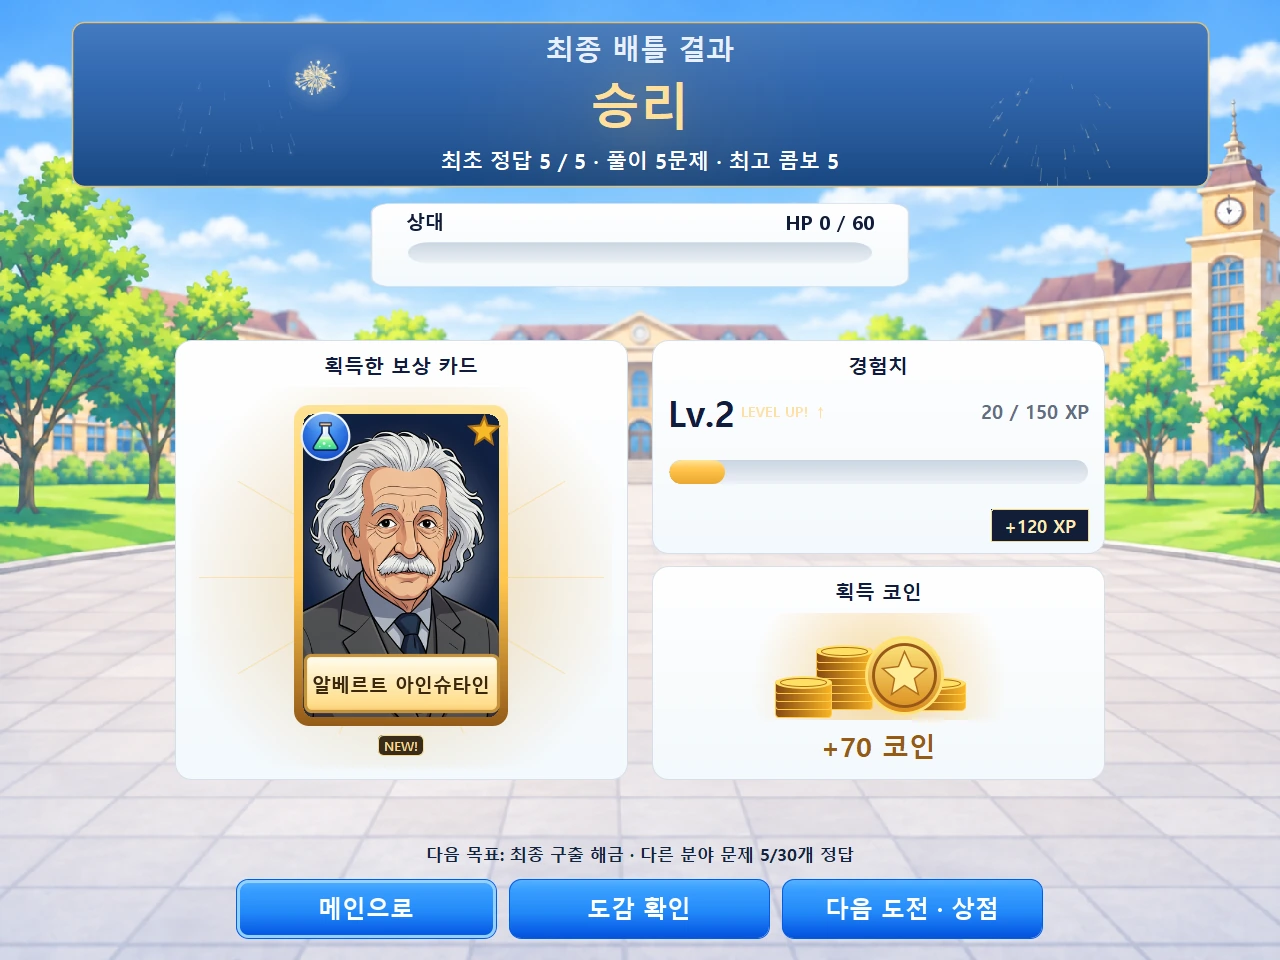 최종 배틀 결과
승리
최초 정답 5 / 5 · 풀이 5문제 · 최고 콤보 5
상대
HP 0 / 60
획득한 보상 카드
알베르트 아인슈타인
NEW!
경험치
Lv.2 LEVEL UP! ↑
20 / 150 XP
+120 XP
획득 코인
+70 코인
다음 목표: 최종 구출 해금 · 다른 분야 문제 5/30개 정답
메인으로
도감 확인
다음 도전 · 상점